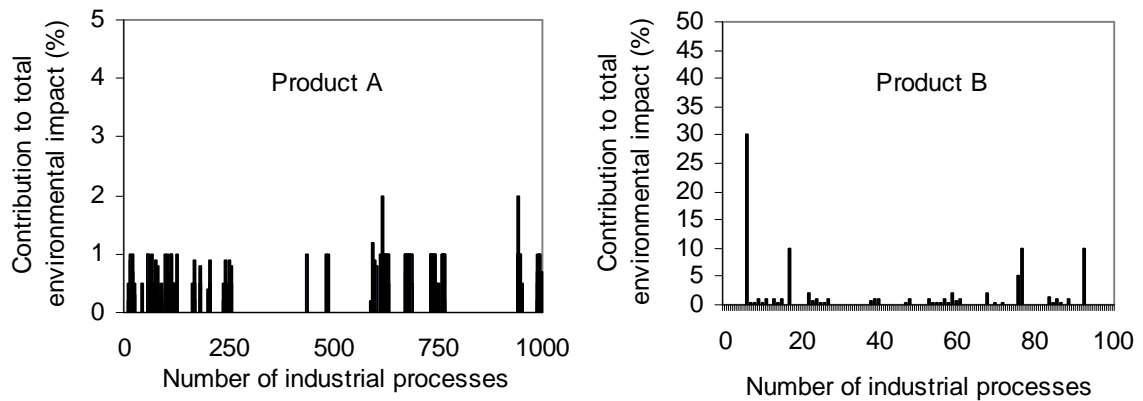 Contribution to total
environmental impact (%)
5
4
3
2
1
0
Product A
0 250 500 750 1000
Number of industrial processes
Contribution to total
environmental impact (%)
50
45
40
35
30
25
20
15
10
5
0
Product B
0 20 40 60 80 100
Number of industrial processes